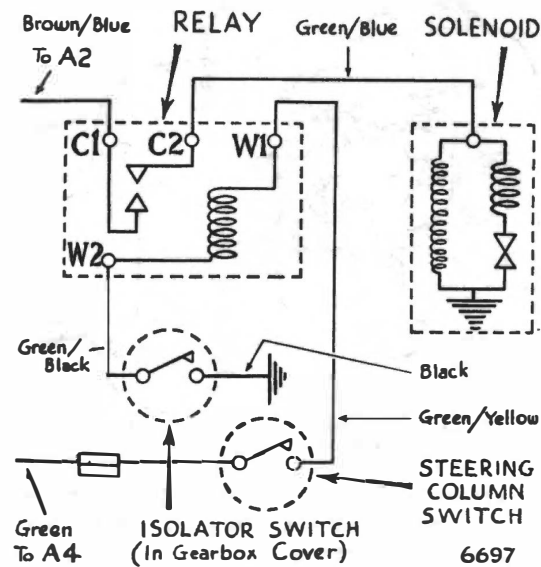 Brown/Blue
To A2
RELAY
Green/Blue
SOLENOID
C1
C2
W1
W2
Green/
Black
Black
Green/Yellow
Green
To A4
ISOLATOR SWITCH
(In Gearbox Cover)
STEERING
COLUMN
SWITCH
6697